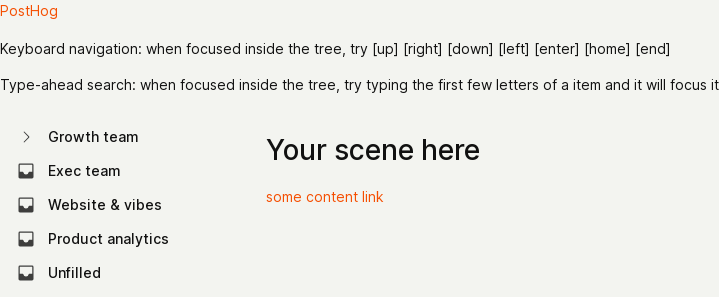 PostHog
Keyboard navigation: when focused inside the tree, try [up] [right] [down] [left] [enter] [home] [end]
Type-ahead search: when focused inside the tree, try typing the first few letters of a item and it will focus it
Growth team
Exec team
Website & vibes
Product analytics
Unfilled
Your scene here
some content link